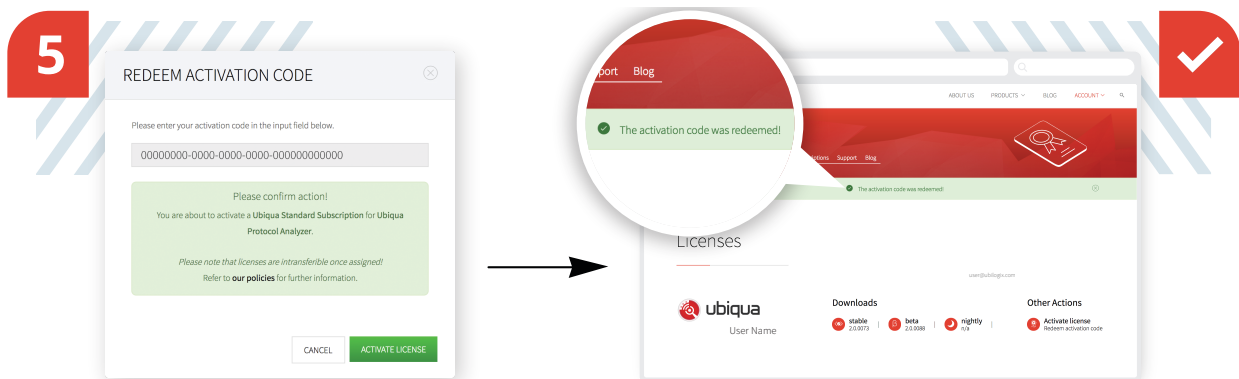 5
REDEEM ACTIVATION CODE
Please enter your activation code in the input field below.
00000000-0000-0000-0000-000000000000
Please confirm action!
You are about to activate a Ubiqua Standard Subscription for Ubiqua
Protocol Analyzer.
Please note that licenses are intransferible once assigned!
Refer to our policies for further information.
CANCEL
ACTIVATE LICENSE
port Blog
The activation code was redeemed!
ABOUT US PRODUCTS BLOG ACCOUNT
Support Blog
The activation code was redeemed!
Licenses
user@ubilogix.com
ubiqua
User Name
Downloads
stable
2.0.0073
beta
2.0.0088
nightly
n/a
Other Actions
Activate license
Redeem activation code